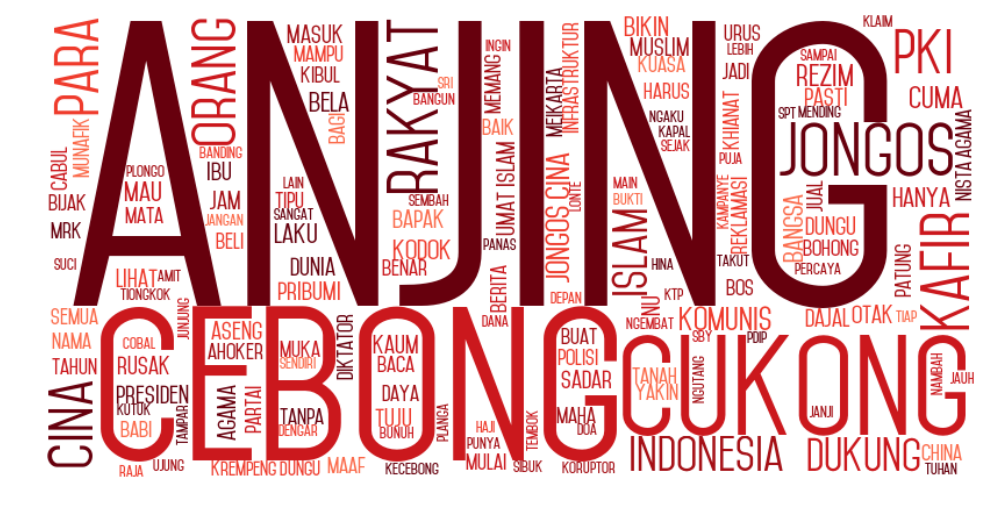 ANJING
CEBONG
CUKONG
PARA
ORANG
MASUK
MAMPU
KIBUL
BELA
BAGI
RAKYAT
SRI
BANGUN
INGIN
MEMANG
BAIK
UMAT ISLAM
MEIKARTA
INFRASTRUKTUR
BIKIN
MUSLIM
KUASA
HARUS
NGAKU
KAPAL
SEJAK
URUS
LEBIH
JADI
KHIANAT
PUJA
SAMPAI
REZIM
PASTI
SPT
MENDING
KLAIM
PKI
CUMA
JONGOS
NISTA AGAMA
CABUL
MUNAFIK
BIJAK
MRK
SUCI
PLONGO
MAU
MATA
BANDING
IBU
JAM
JANGAN
BELI
LAIN
TIPU
SANGAT
LAKU
DUNIA
PRIBUMI
SEMBAH
BAPAK
KODOK
BENAR
PANAS
BERITA
DANA
JONGOS CINA
LONTE
DEPAN
MAIN
BUKTI
ISLAM
NU
HINA
KTP
KAMPANYE
REKLAMASI
TAKUT
BOS
BANGSA
JUAL
DUNGU
BOHONG
PERCAYA
HANYA
PATUNG
KAFIR
LIHAT
AMIT
TIONGKOK
JUNJUNG
SEMUA
NAMA
TAHUN
CINA
COBAL
RUSAK
PRESIDEN
KUTUK
BABI
TAMPAR
RAJA
UJUNG
ASENG
AHOKER
AGAMA
PARTAI
KREMPENG
DUNGU
MUKA
SENDIRI
TANPA
DENGAR
DIKTATOR
MAAF
KAUM
BACA
DAYA
TUJU
BUNUH
KECEBONG
PLANGA
HAJI
PUNYA
MULAI
SIBUK
TEMBOK
BUAT
POLISI
SADAR
MAHA
DOA
KORUPTOR
NGEMBAT
KOMUNIS
SBY
PDIP
TANAH
YAKIN
NGUTANG
INDONESIA
DAJAL
OTAK
TIAP
JANJI
NAMBAH
JAUH
DUKUNG
CHINA
TUHAN